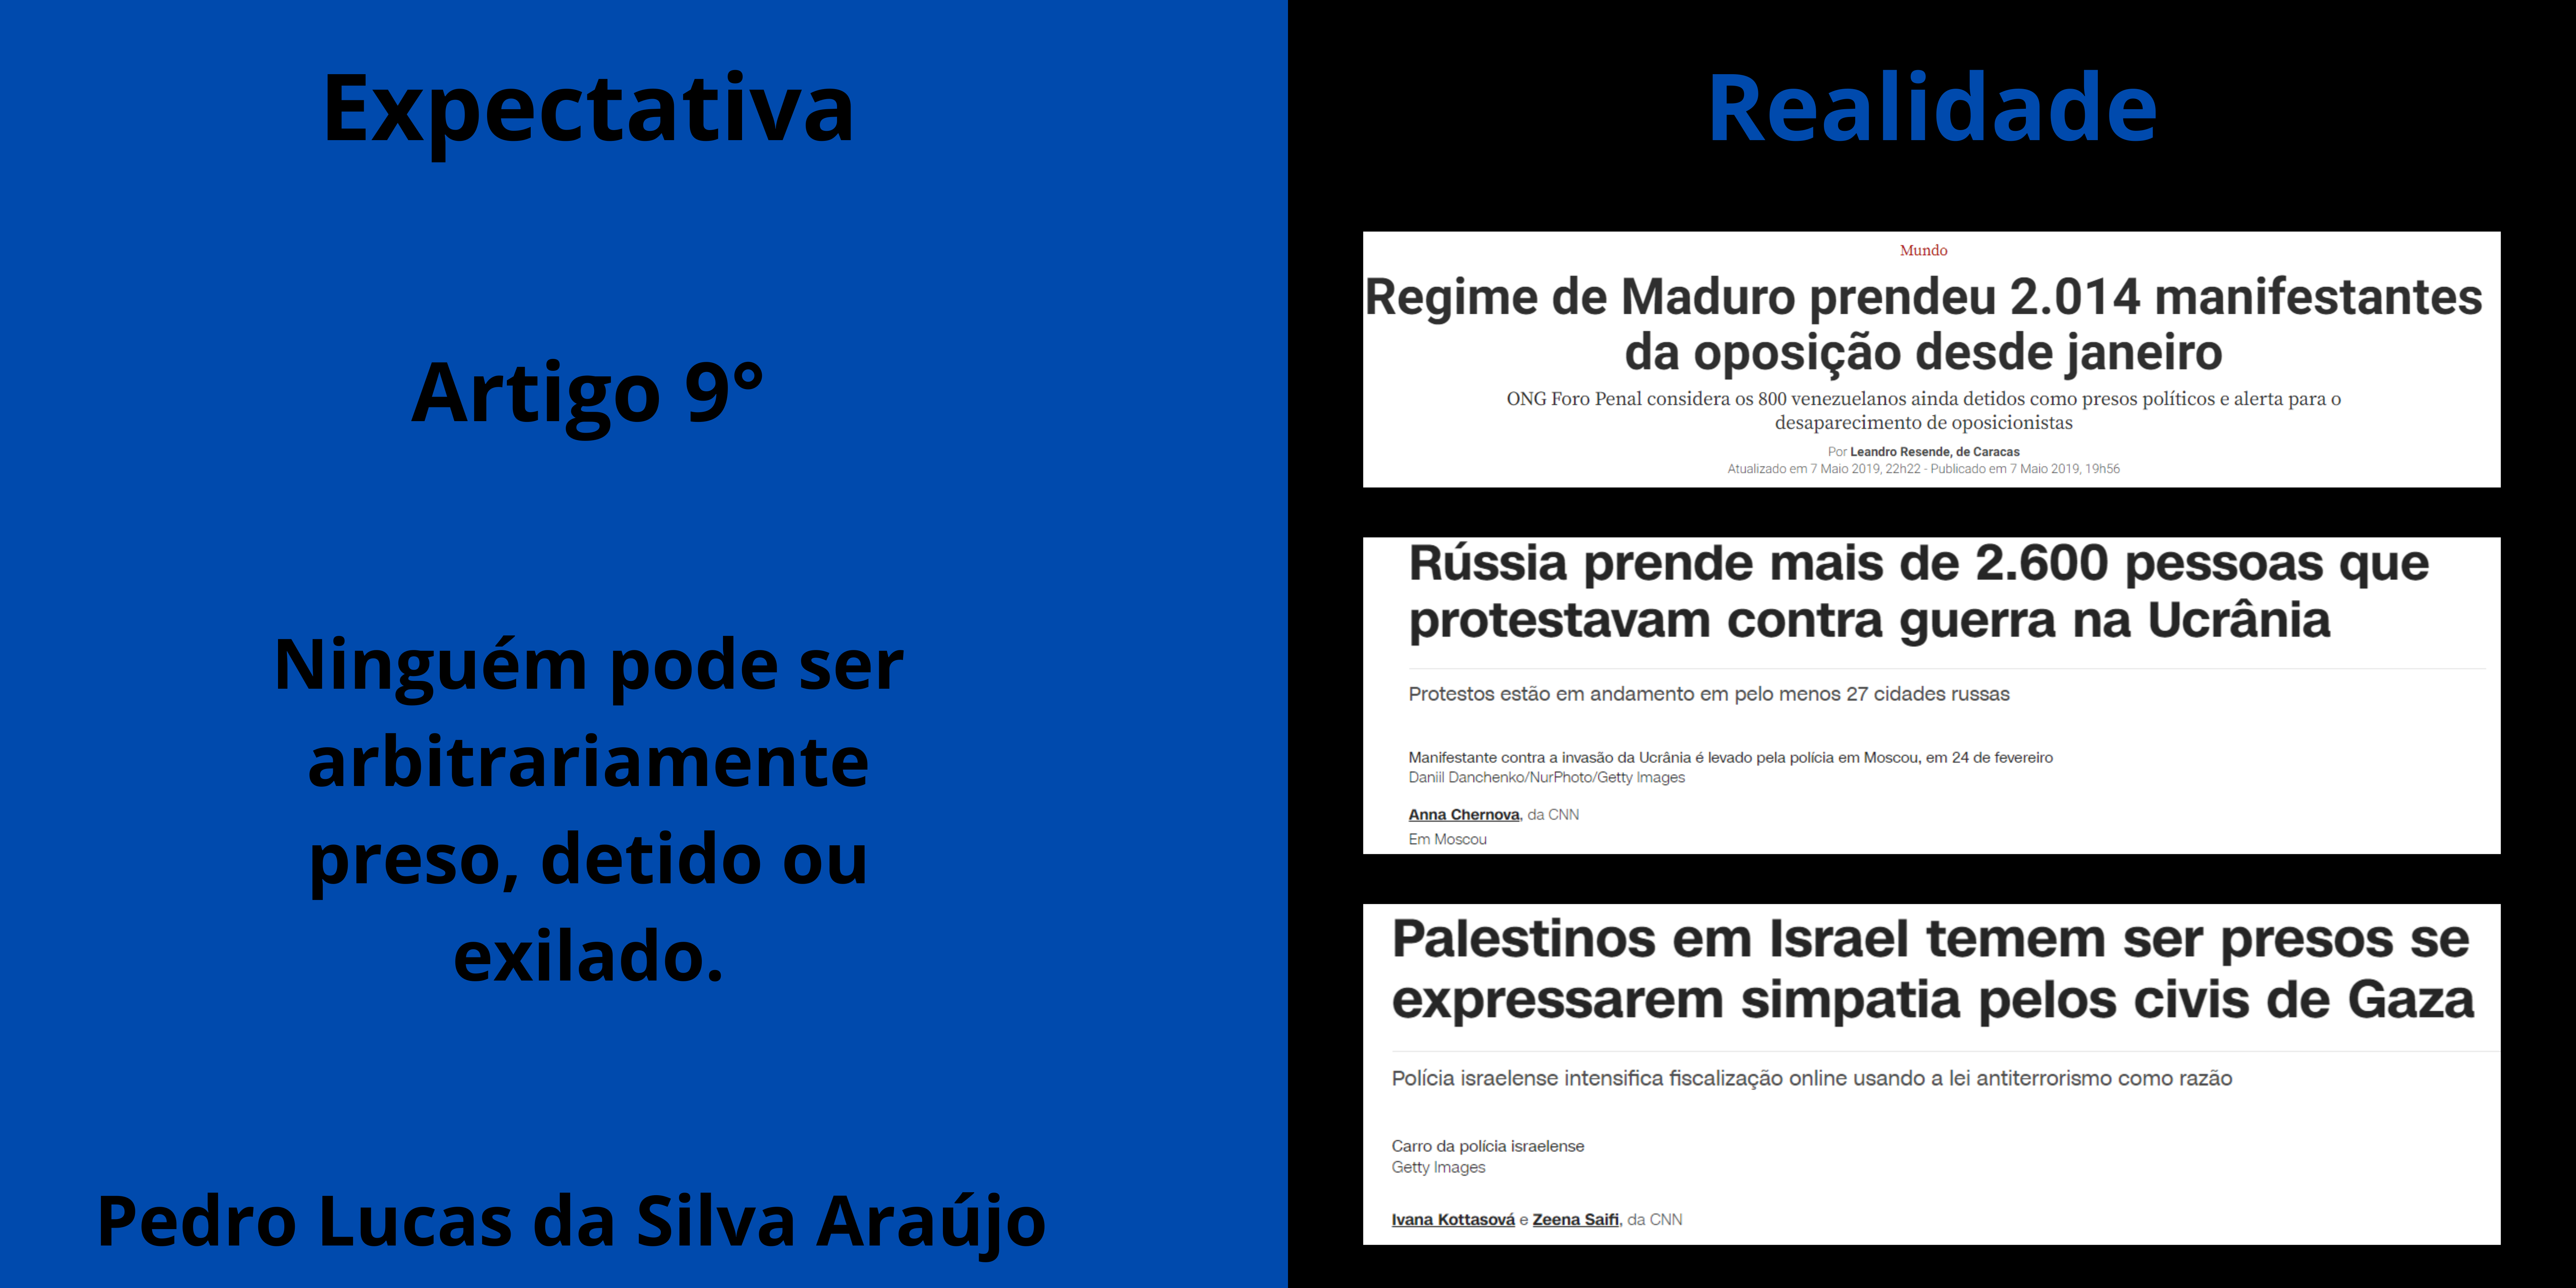 Expectativa
Artigo 9°
Ninguém pode ser
arbitrariamente
preso, detido ou
exilado.
Pedro Lucas da Silva Araújo
Realidade
Mundo
Regime de Maduro prendeu 2.014 manifestantes
da oposição desde janeiro
ONG Foro Penal considera os 800 venezuelanos ainda detidos como presos políticos e alerta para o
desaparecimento de oposicionistas
Por Leandro Resende, de Caracas
Atualizado em 7 Maio 2019, 22h22 - Publicado em 7 Maio 2019, 19h56
Rússia prende mais de 2.600 pessoas que
protestavam contra guerra na Ucrânia
Protestos estão em andamento em pelo menos 27 cidades russas
Manifestante contra a invasão da Ucrânia é levado pela polícia em Moscou, em 24 de fevereiro
Daniil Danchenko/NurPhoto/Getty Images
Anna Chernova, da CNN
Em Moscou
Palestinos em Israel temem ser presos se
expressarem simpatia pelos civis de Gaza
Polícia israelense intensifica fiscalização online usando a lei antiterrorismo como razão
Carro da polícia israelense
Getty Images
Ivana Kottasová e Zeena Saifi, da CNN